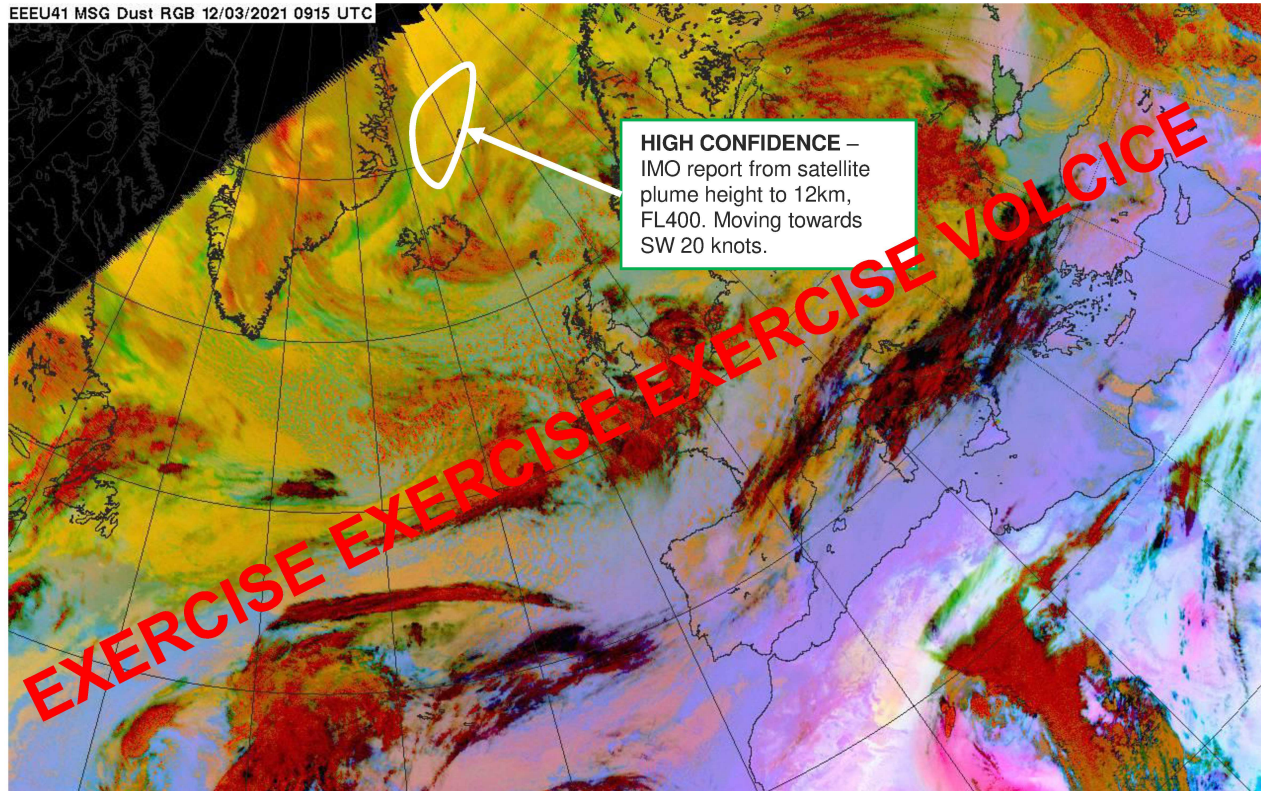 EEEU41 MSG Dust RGB 12/03/2021 0915 UTC
HIGH CONFIDENCE –
IMO report from satellite
plume height to 12km,
FL400. Moving towards
SW 20 knots.
EXERCISE EXERCISE EXERCISE VOLCICE